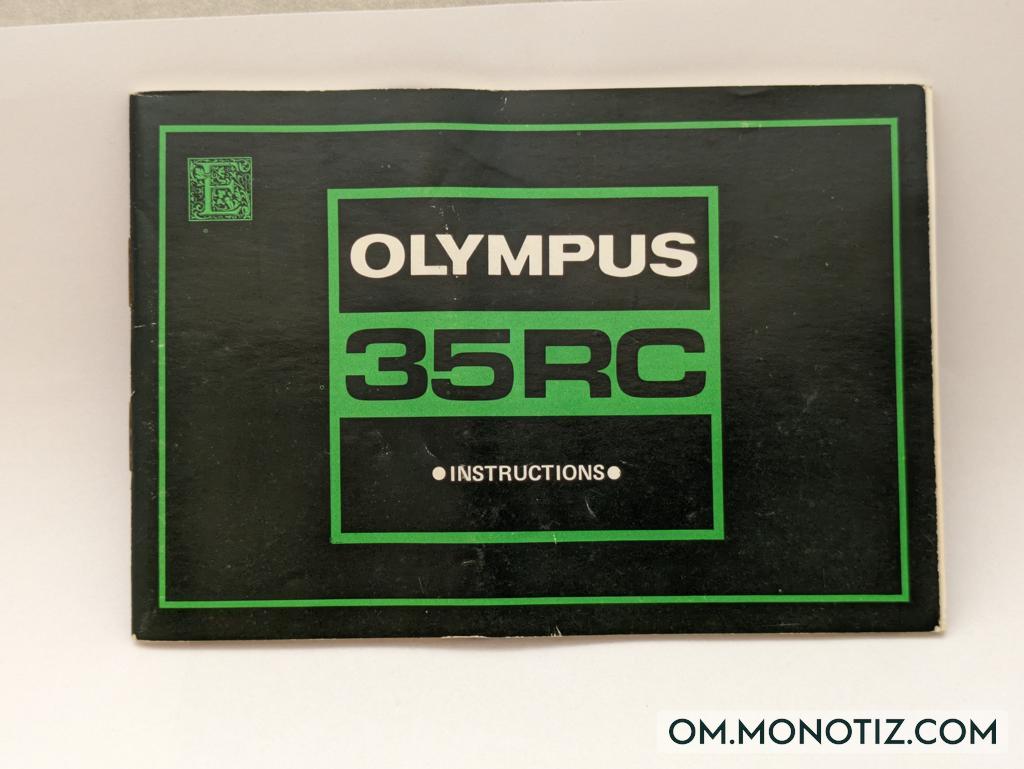 E
OLYMPUS
35RC
●INSTRUCTIONS●
OM.MONOTIZ.COM